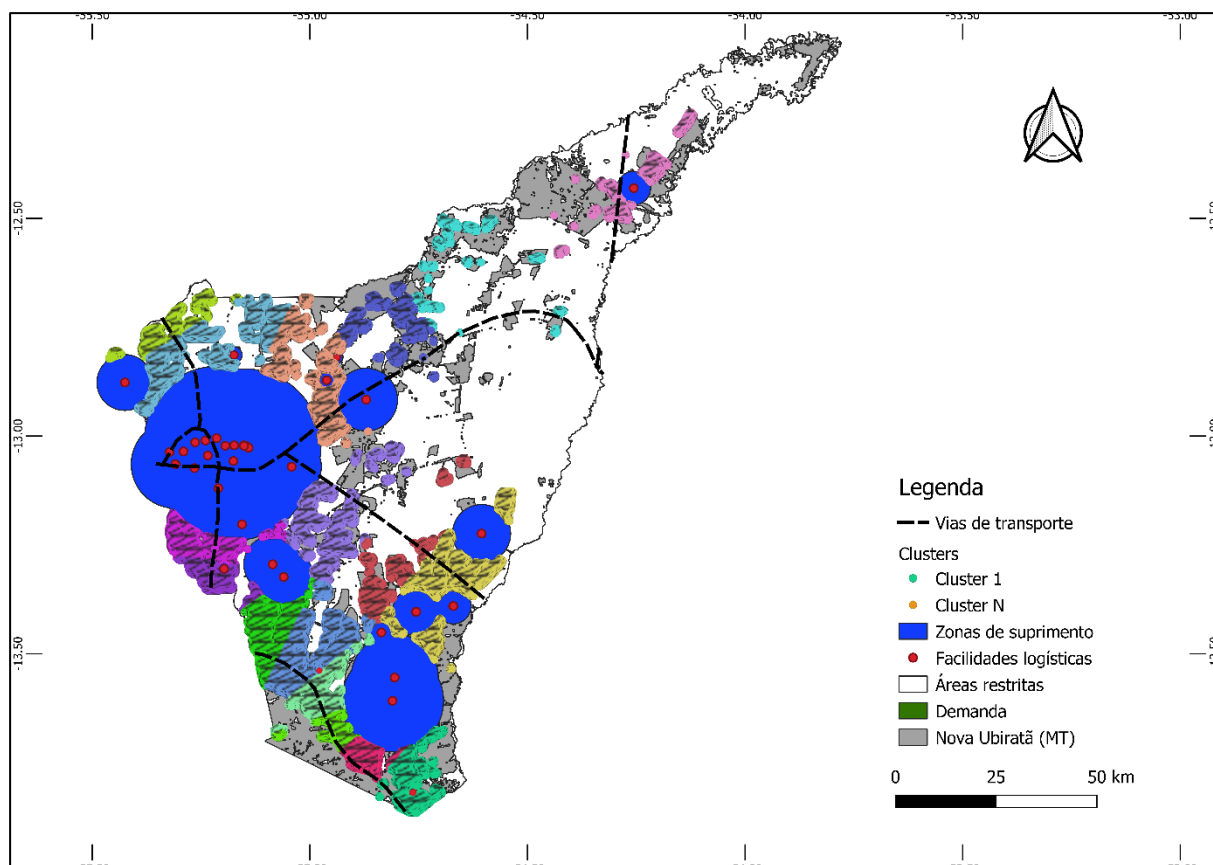 -55.50 -55.00 -54.50 -54.00 -53.50 -53.00
-12.50
-13.00
-13.50
Legenda
Vias de transporte
Clusters
Cluster 1
Cluster N
Zonas de suprimento
Facilidades logísticas
Áreas restritas
Demanda
Nova Ubiratã (MT)
0 25 50 km